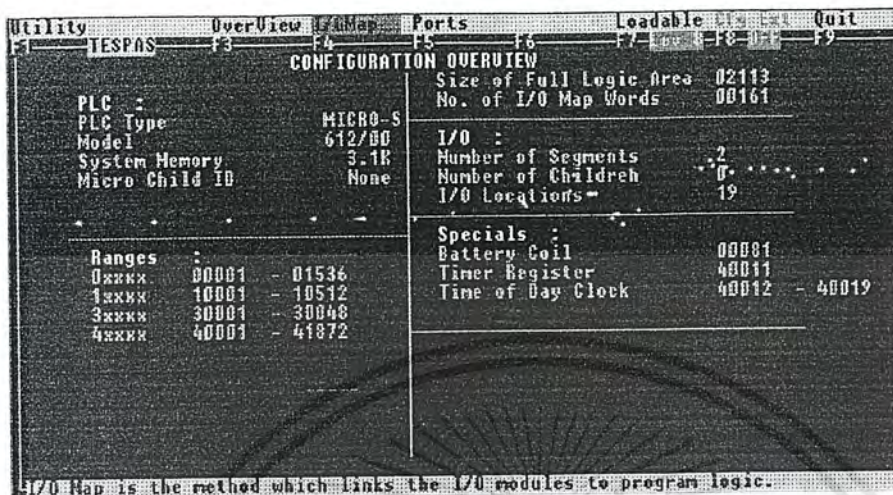 Utility OverView I/OMap Ports Loadable Cfg Ext Quit
F1 TESPAS F3 F4 F5 F6 F7 F8 OFF F9
CONFIGURATION OVERVIEW
PLC :
PLC Type MICRO-S
Model 612/00
System Memory 3.1K
Micro Child ID None
Ranges :
0xxxx 00001 - 01536
1xxxx 10001 - 10512
3xxxx 30001 - 30048
4xxxx 40001 - 41872
Size of Full Logic Area 02113
No. of I/O Map Words 00161
I/O :
Number of Segments 2
Number of Children 0
I/O Locations 19
Specials :
Battery Coil 00081
Timer Register 40011
Time of Day Clock 40012 - 40019
I/O Map is the method which links the I/O modules to program logic.